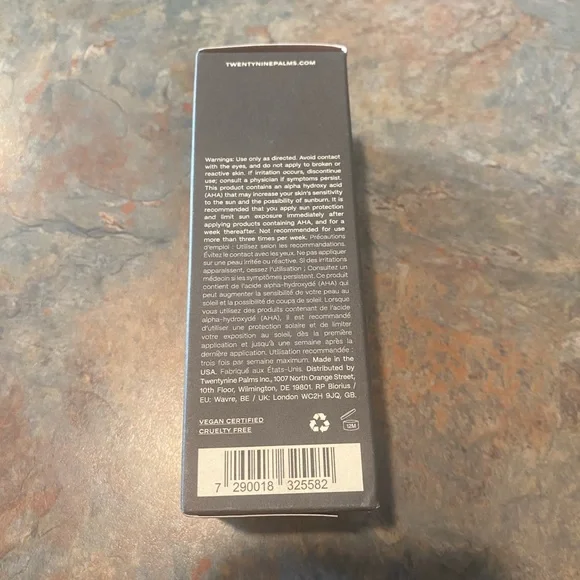 TWENTYNINEPALMS.COM
Warnings: Use only as directed. Avoid contact
with the eyes, and do not apply to broken or
reactive skin. If irritation occurs, discontinue
use; consult a physician if symptoms persist.
This product contains an alpha hydroxy acid
(AHA) that may increase your skin's sensitivity
to the sun and the possibility of sunburn. It is
recommended that you apply sun protection
and limit sun exposure immediately after
applying products containing AHA, and for a
week thereafter. Not recommended for use
more than three times per week. Précautions
d'emploi : Utilisez selon les recommandations.
Évitez le contact avec les yeux. Ne pas appliquer
sur une peau irritée ou réactive. Si des irritations
apparaissent, cessez l'utilisation ; Consultez un
médecin si les symptômes persistent. Ce produit
contient de l'acide alpha-hydroxydé (AHA) qui
peut augmenter la sensibilité de votre peau au
soleil et la possibilité de coups de soleil. Lorsque
vous utilisez des produits contenant de l'acide
alpha-hydroxydé (AHA), il est recommandé
d'utiliser une protection solaire et de limiter
votre exposition au soleil, dès la première
application et jusqu'à une semaine après la
dernière application. Utilisation recommandée :
trois fois par semaine maximum. Made in the
USA. Fabriqué aux États-Unis. Distributed by
Twentynine Palms Inc., 1007 North Orange Street,
10th Floor, Wilmington, DE 19801. RP Biorius /
EU: Wavre, BE / UK: London WC2H 9JQ, GB.
VEGAN CERTIFIED
CRUELTY FREE
12M
7 290018 325582